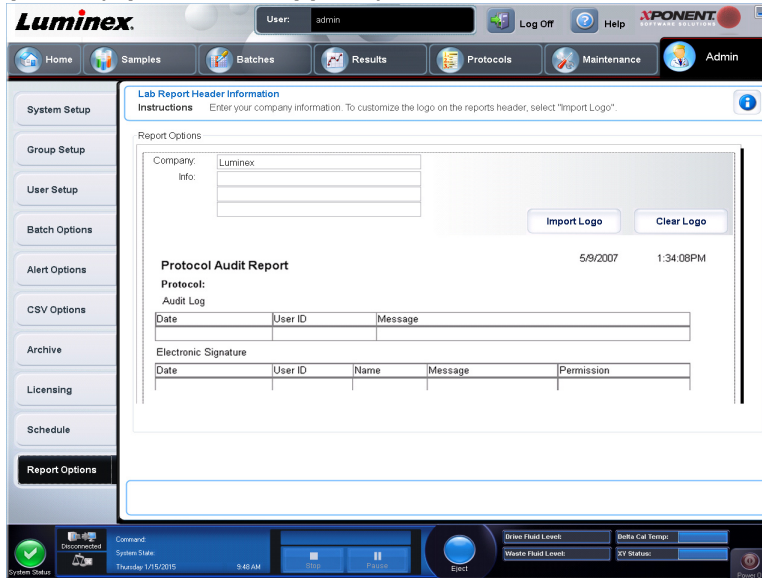 Luminex.
User: admin
Log Off
Help
XPONENT.
SOFTWARE SOLUTIONS
Home
Samples
Batches
Results
Protocols
Maintenance
Admin
System Setup
Group Setup
User Setup
Batch Options
Alert Options
CSV Options
Archive
Licensing
Schedule
Report Options
Lab Report Header Information
Instructions Enter your company information. To customize the logo on the reports header, select "Import Logo".
Report Options
Company: Luminex
Info:
Import Logo
Clear Logo
Protocol Audit Report 5/9/2007 1:34:08PM
Protocol:
Audit Log
Date User ID Message
Electronic Signature
Date User ID Name Message Permission
System Status
Disconnected
Command:
System State:
Thursday 1/15/2015 9:48 AM
Stop
Pause
Eject
Drive Fluid Level:
Delta Cal Temp:
Waste Fluid Level:
XY Status: